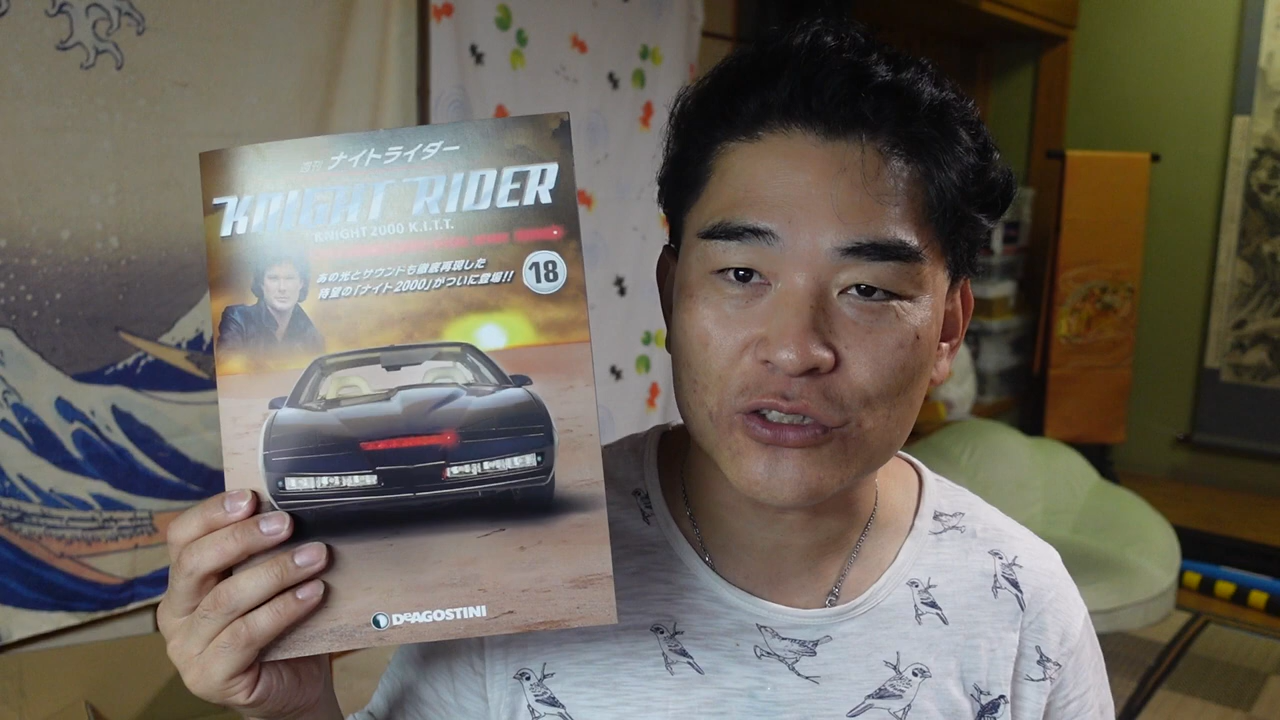 週刊 ナイトライダー
KNIGHT RIDER
KNIGHT 2000 K.I.T.T.
あの光とサウンドも徹底再現した
待望の「ナイト2000」がついに登場!!
18
DeAGOSTINI